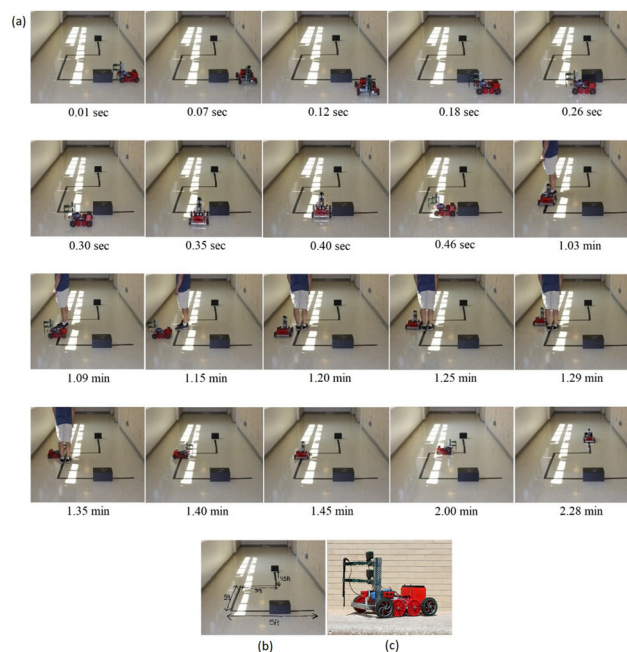 (a)
0.01 sec 0.07 sec 0.12 sec 0.18 sec 0.26 sec
0.30 sec 0.35 sec 0.40 sec 0.46 sec 1.03 min
1.09 min 1.15 min 1.20 min 1.25 min 1.29 min
1.35 min 1.40 min 1.45 min 2.00 min 2.28 min
5ft
(b) (c)